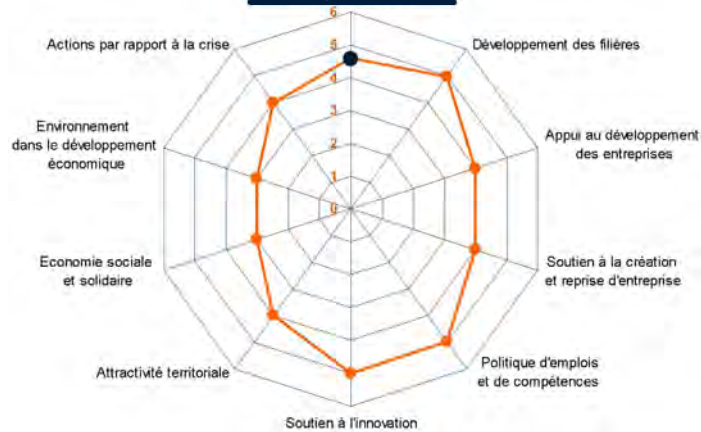 6
5
4
3
2
1
0
Développement des filières
Appui au développement
des entreprises
Soutien à la création
et reprise d'entreprise
Politique d'emplois
et de compétences
Soutien à l'innovation
Attractivité territoriale
Economie sociale
et solidaire
Environnement
dans le développement
économique
Actions par rapport à la crise